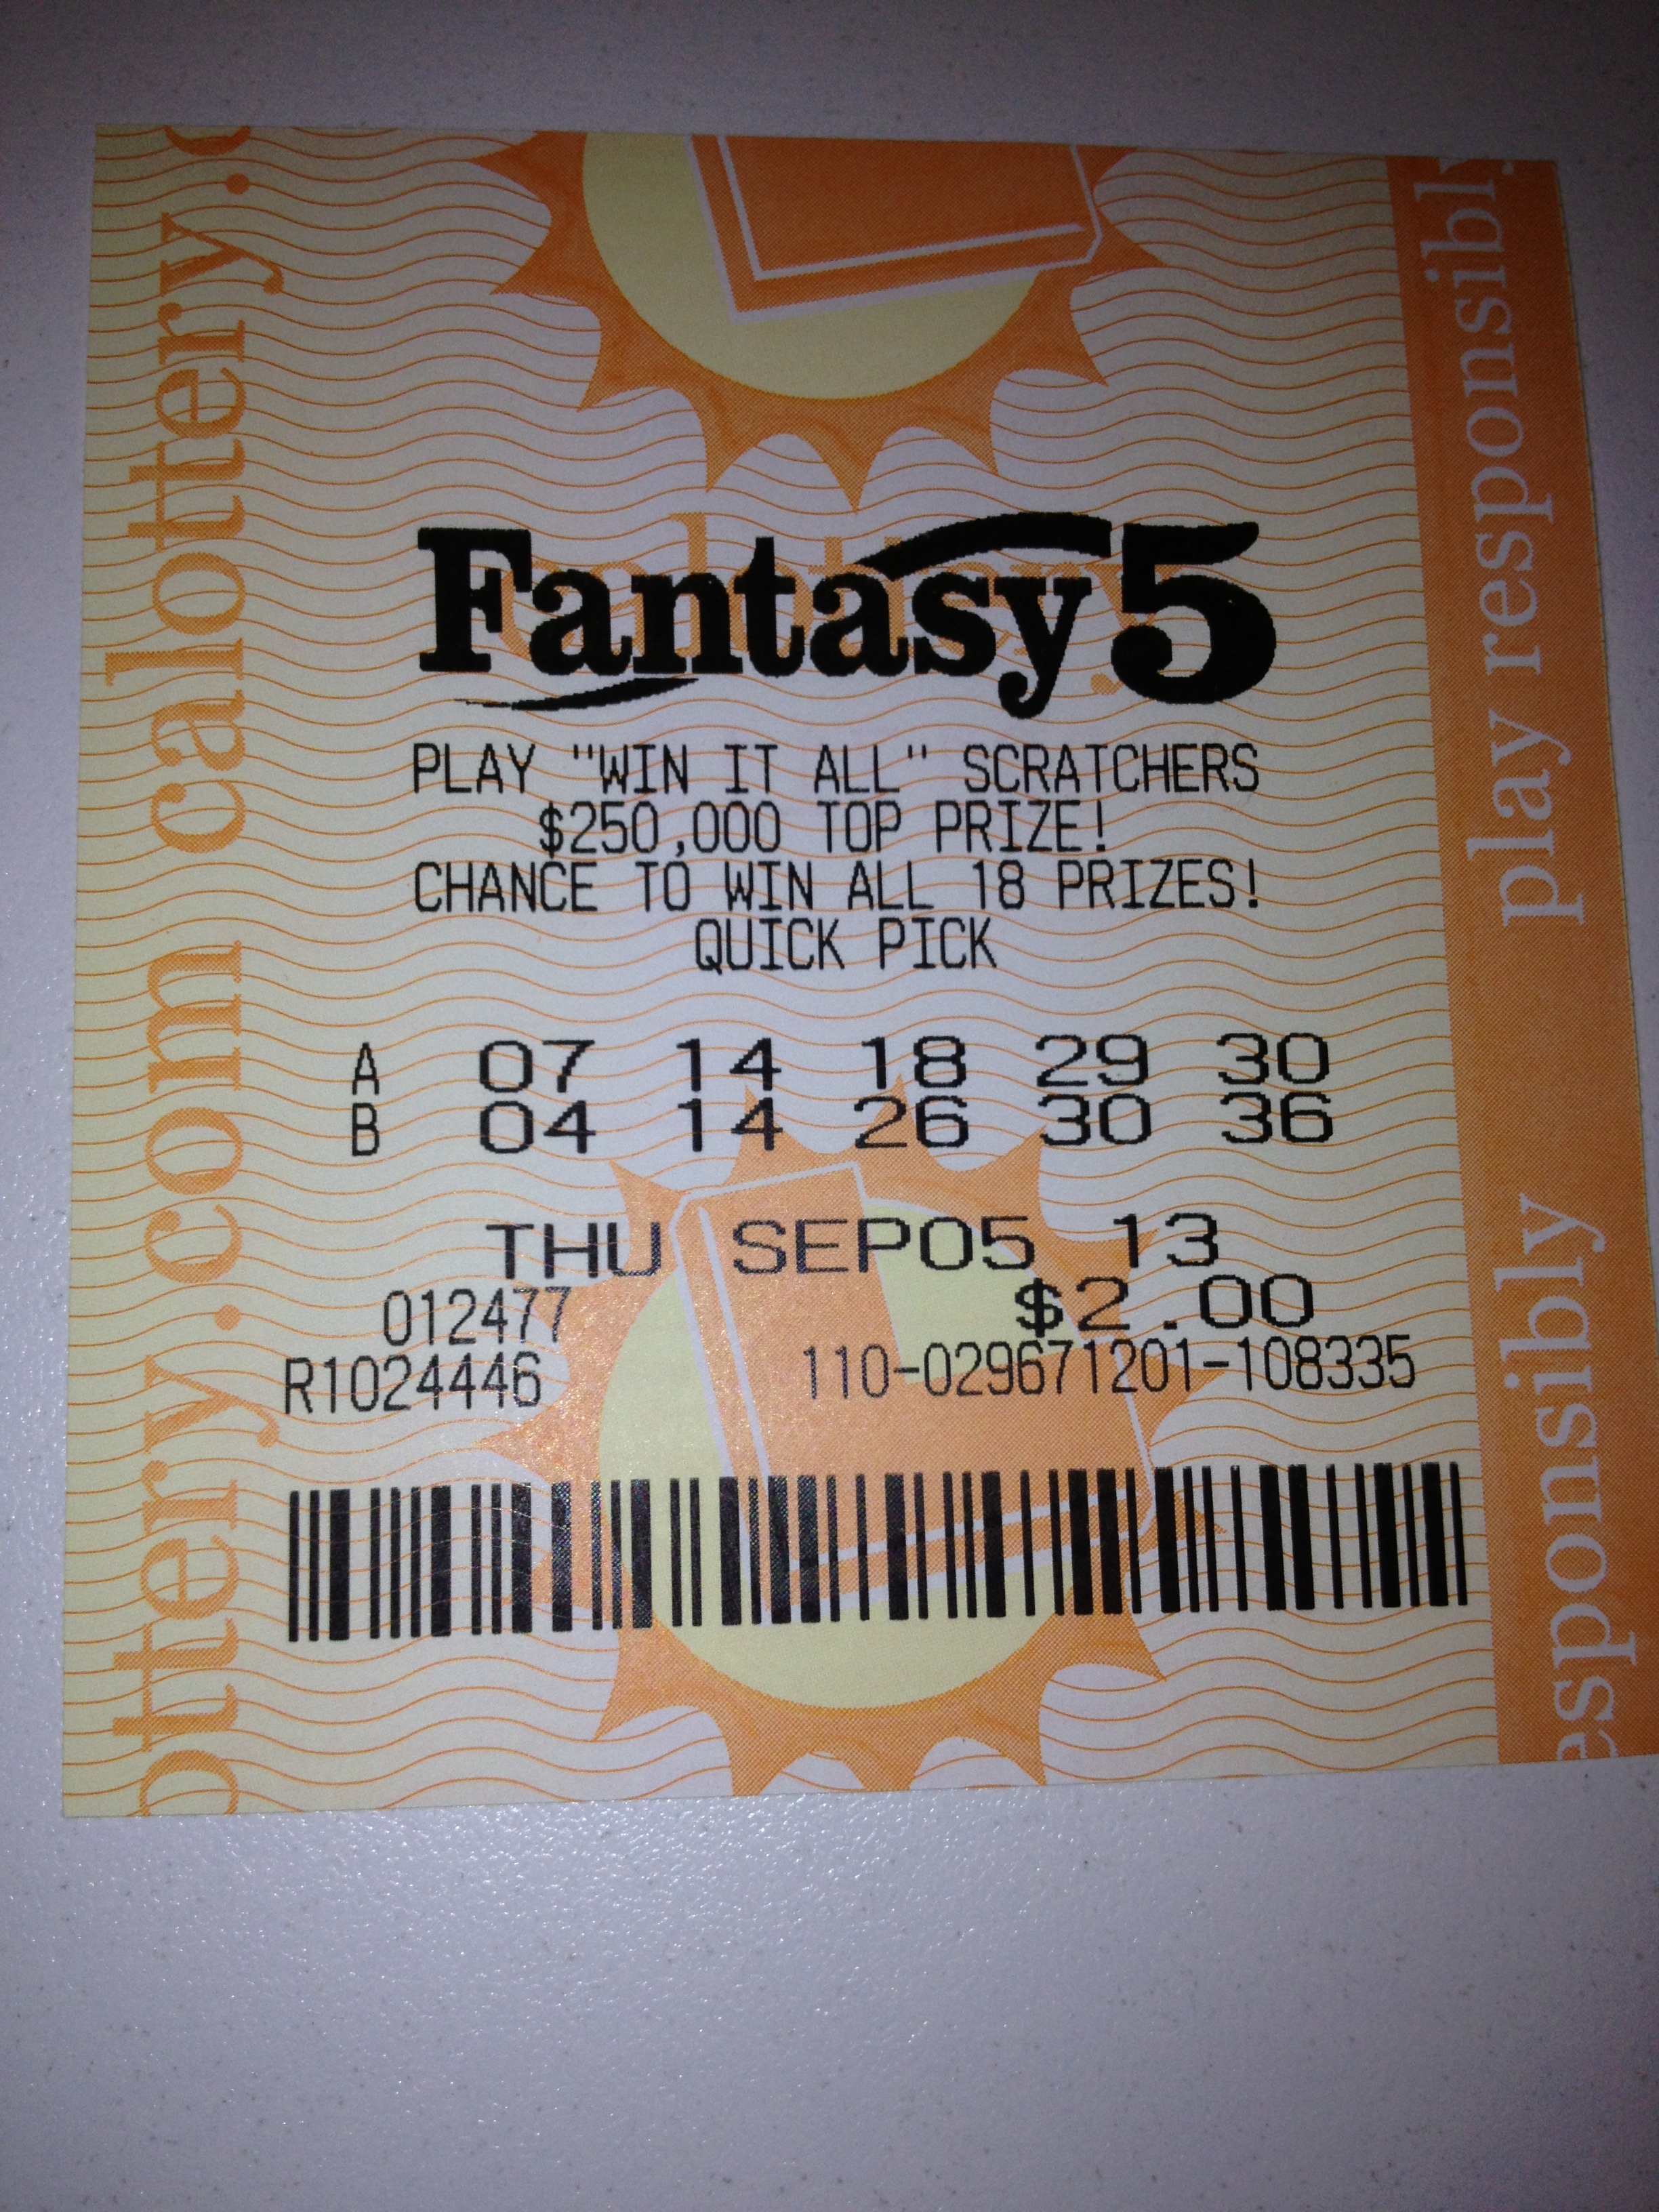 Fantasy 5
PLAY "WIN IT ALL" SCRATCHERS
$250,000 TOP PRIZE!
CHANCE TO WIN ALL 18 PRIZES!
QUICK PICK
A 07 14 18 29 30
B 04 14 26 30 36
THU SEP05 13
012477 $2.00
R1024446 110-029671201-108335
calottery.com
play responsibly